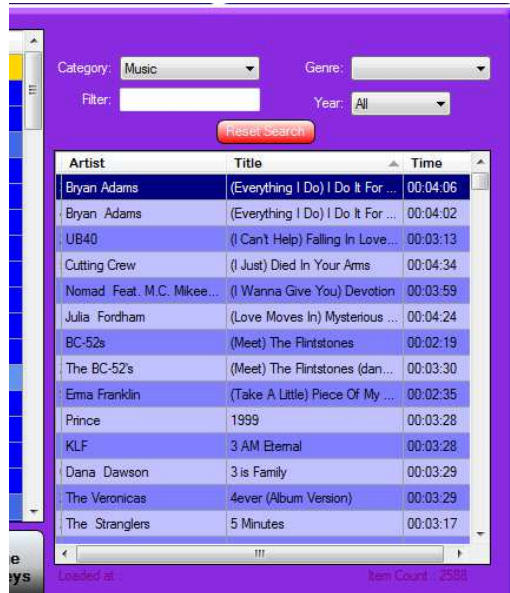 Category: Music Genre:
Filter: Year: All
Reset Search
Artist Title Time
Bryan Adams (Everything I Do) I Do It For ... 00:04:06
Bryan Adams (Everything I Do) I Do It For ... 00:04:02
UB40 (I Can't Help) Falling In Love... 00:03:13
Cutting Crew (I Just) Died In Your Arms 00:04:34
Nomad Feat. M.C. Mikee... (I Wanna Give You) Devotion 00:03:59
Julia Fordham (Love Moves In) Mysterious ... 00:04:24
BC-52s (Meet) The Flintstones 00:02:19
The BC-52's (Meet) The Flintstones (dan... 00:03:30
Erma Franklin (Take A Little) Piece Of My ... 00:02:35
Prince 1999 00:03:28
KLF 3 AM Eternal 00:03:28
Dana Dawson 3 is Family 00:03:29
The Veronicas 4ever (Album Version) 00:03:29
The Stranglers 5 Minutes 00:03:17
e
ys Loaded at : Item Count : 2588